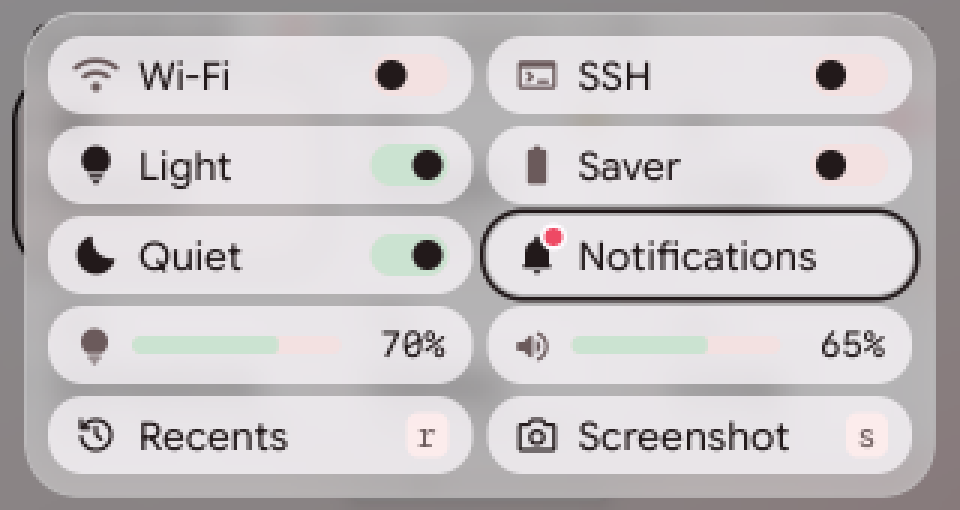 Wi-Fi SSH
Light Saver
Quiet Notifications
70% 65%
Recents r Screenshot s